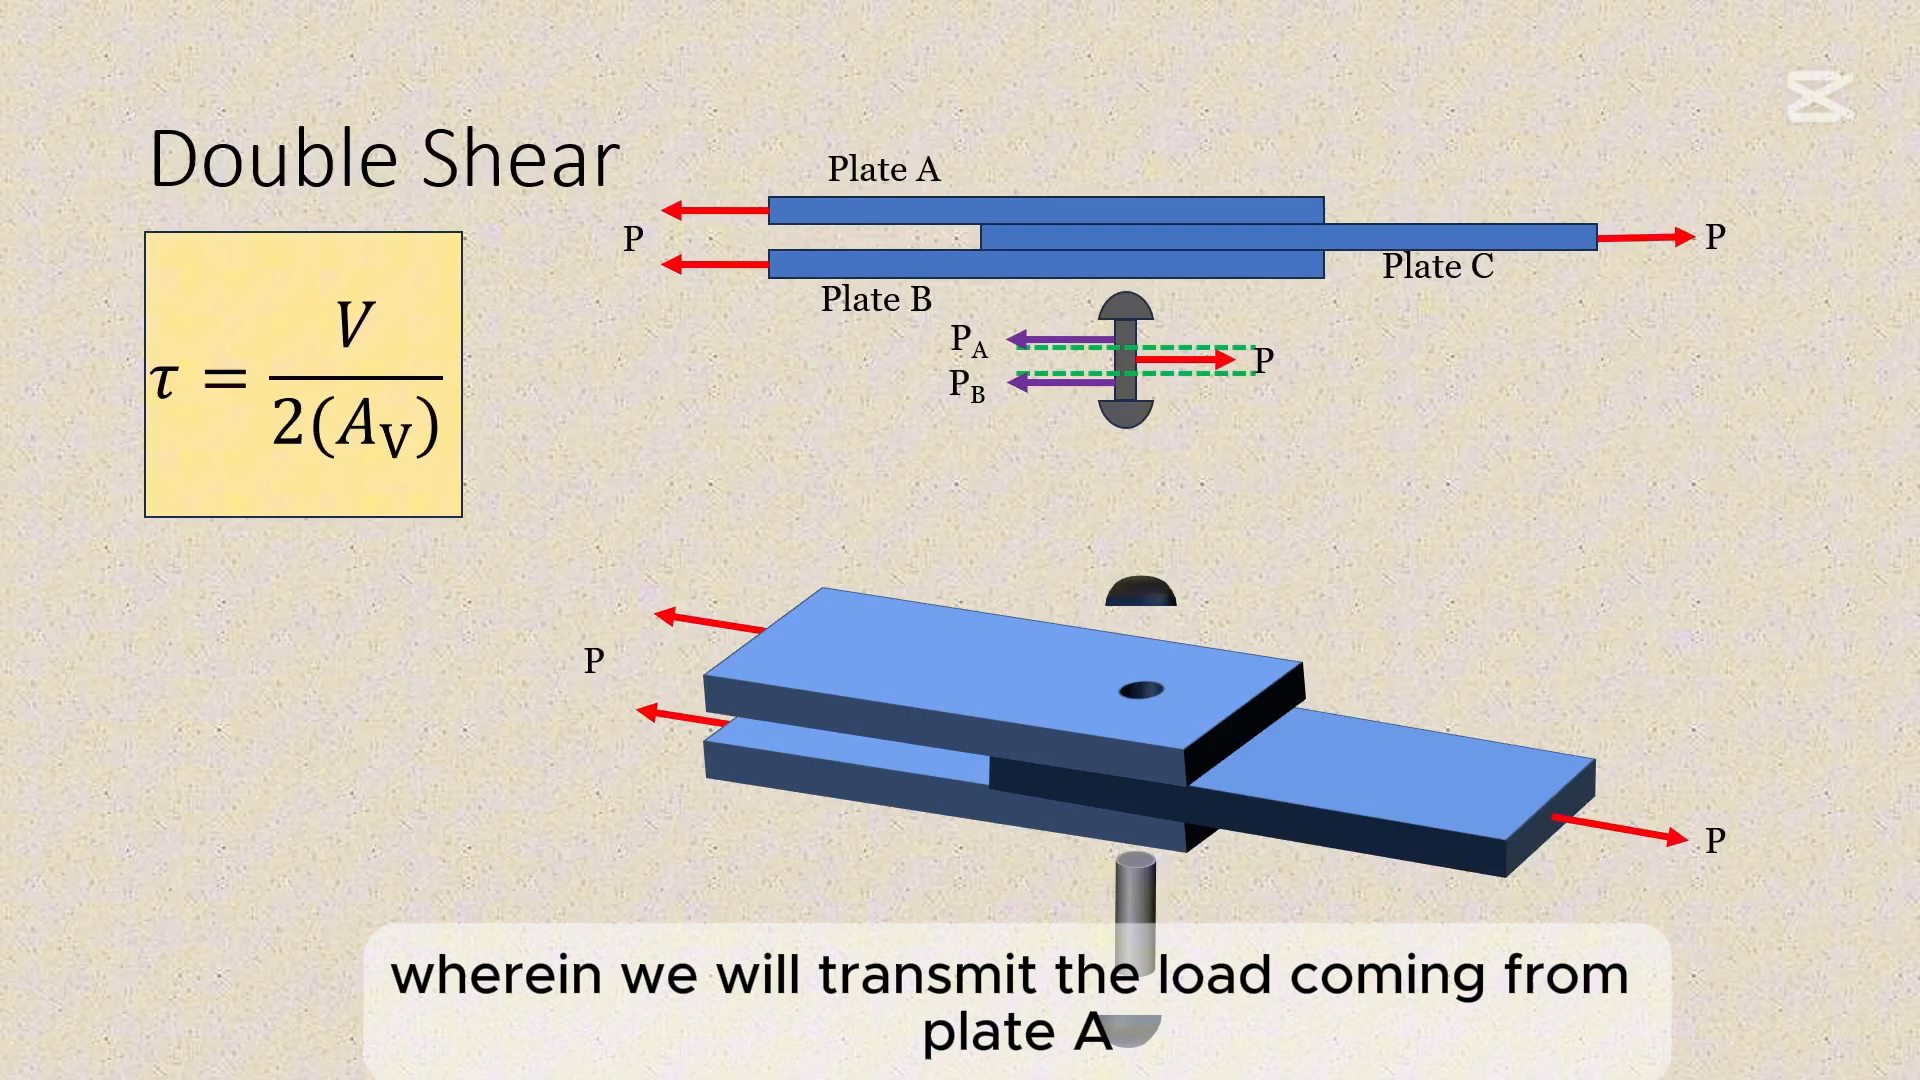 Double Shear
τ = V / 2(A_V)
Plate A
P
P
Plate C
Plate B
P_A
P
P_B
P
P
wherein we will transmit the load coming from
plate A